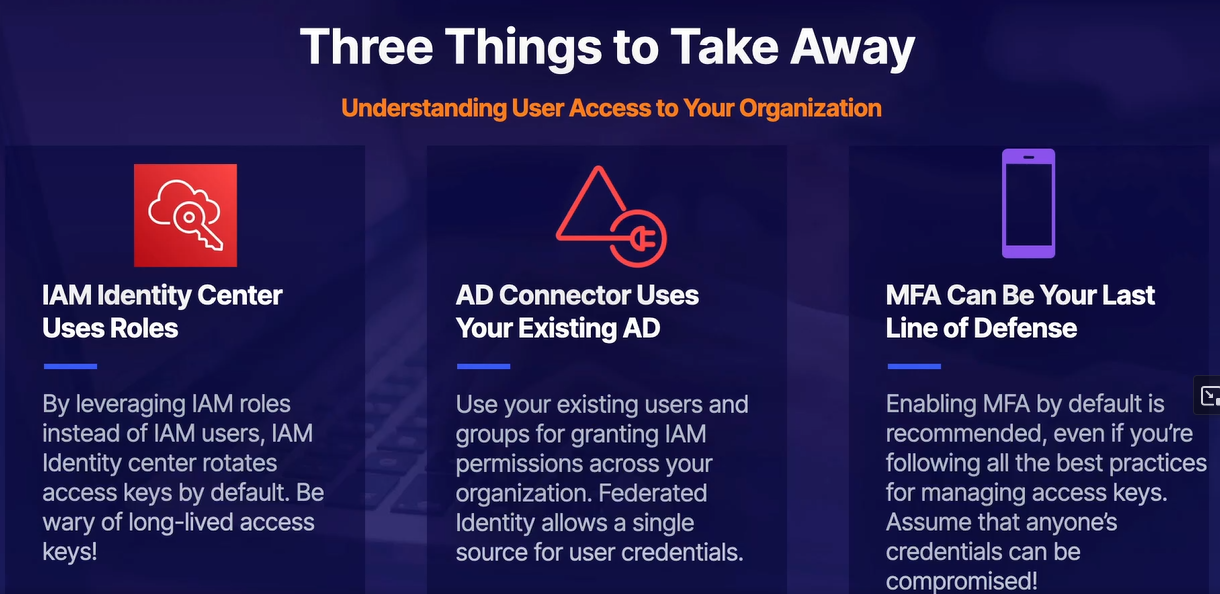 Three Things to Take Away
Understanding User Access to Your Organization
IAM Identity Center
Uses Roles
By leveraging IAM roles
instead of IAM users, IAM
Identity center rotates
access keys by default. Be
wary of long-lived access
keys!
AD Connector Uses
Your Existing AD
Use your existing users and
groups for granting IAM
permissions across your
organization. Federated
Identity allows a single
source for user credentials.
MFA Can Be Your Last
Line of Defense
Enabling MFA by default is
recommended, even if you’re
following all the best practices
for managing access keys.
Assume that anyone’s
credentials can be
compromised!